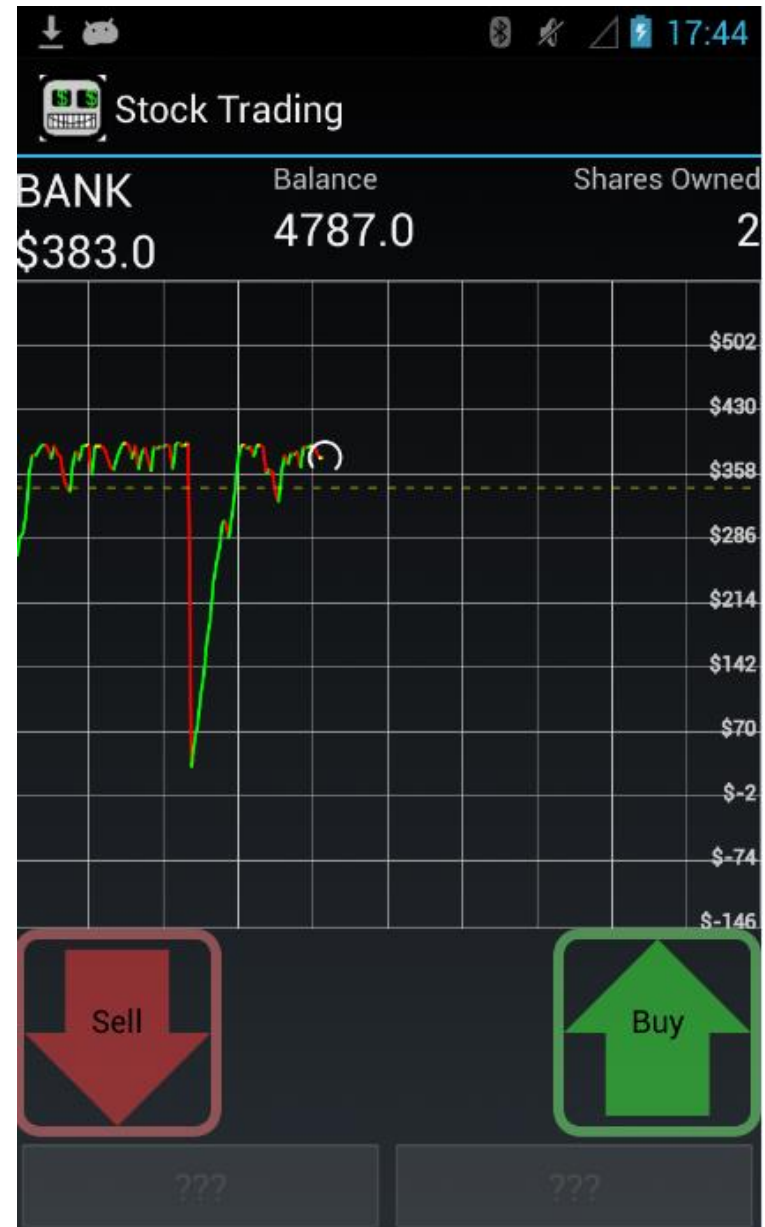 17:44
Stock Trading
BANK
Balance
Shares Owned
$383.0
4787.0
2
$502
$430
$358
$286
$214
$142
$70
$-2
$-74
$-146
Sell
Buy
???
???